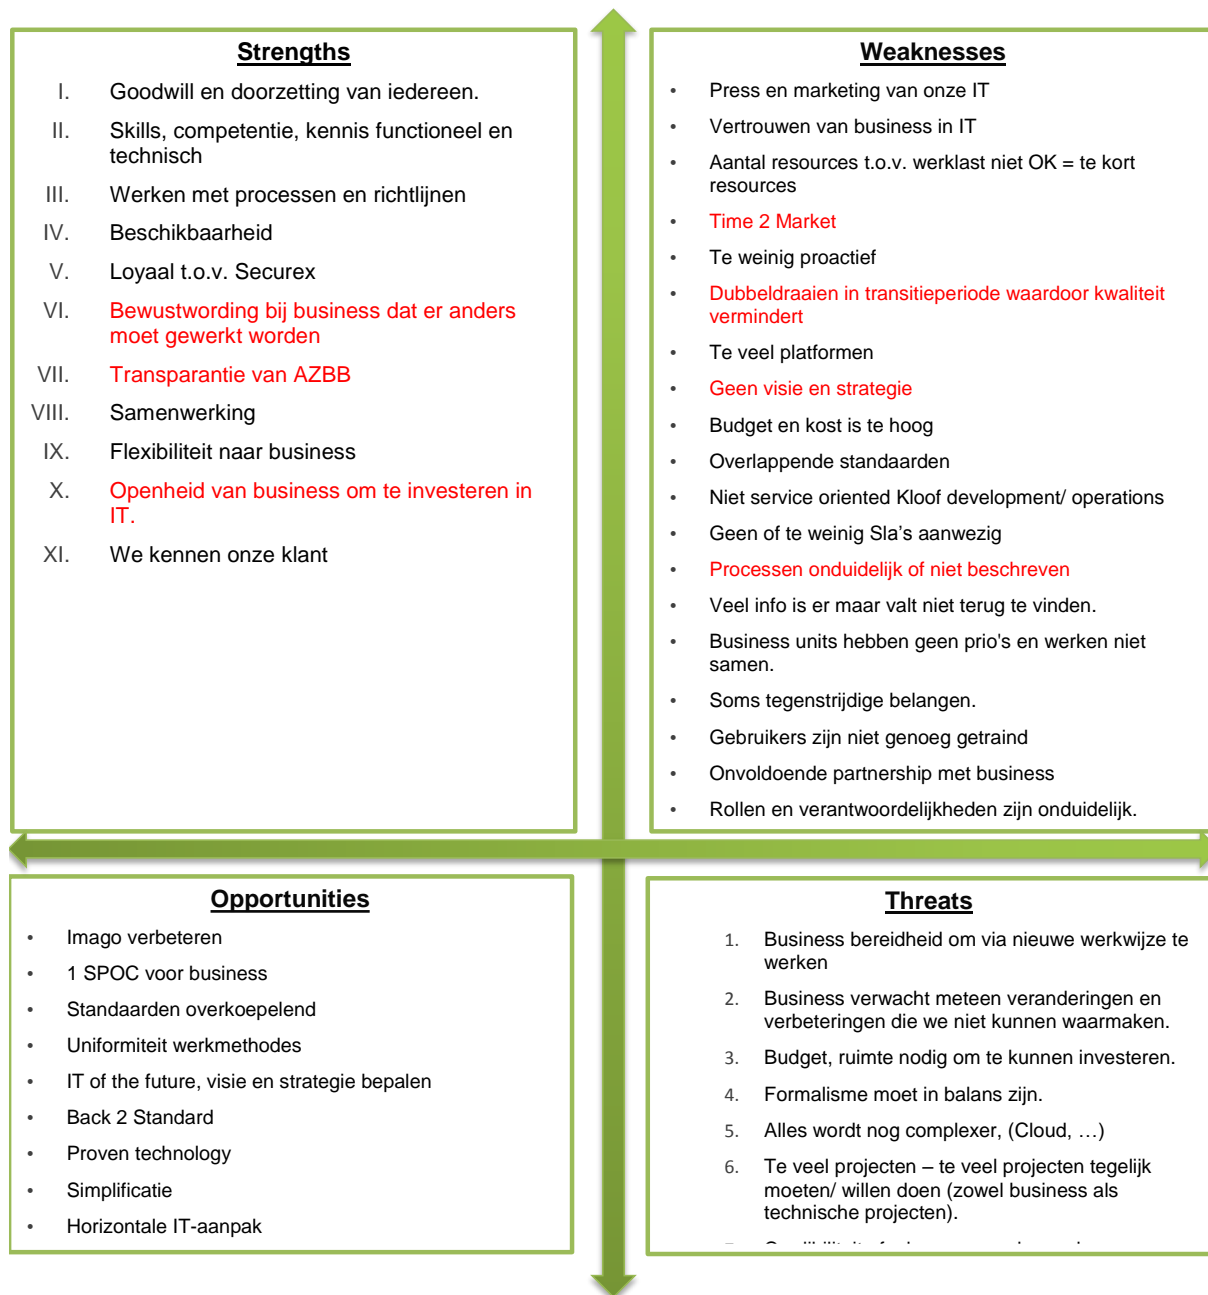 Strengths
I. Goodwill en doorzetting van iedereen.
II. Skills, competentie, kennis functioneel en
technisch
III. Werken met processen en richtlijnen
IV. Beschikbaarheid
V. Loyaal t.o.v. Securex
VI. Bewustwording bij business dat er anders
moet gewerkt worden
VII. Transparantie van AZBB
VIII. Samenwerking
IX. Flexibiliteit naar business
X. Openheid van business om te investeren in
IT.
XI. We kennen onze klant
Weaknesses
• Press en marketing van onze IT
• Vertrouwen van business in IT
• Aantal resources t.o.v. werklast niet OK = te kort
resources
• Time 2 Market
• Te weinig proactief
• Dubbeldraaien in transitieperiode waardoor kwaliteit
vermindert
• Te veel platformen
• Geen visie en strategie
• Budget en kost is te hoog
• Overlappende standaarden
• Niet service oriented Kloof development/ operations
• Geen of te weinig Sla's aanwezig
• Processen onduidelijk of niet beschreven
• Veel info is er maar valt niet terug te vinden.
• Business units hebben geen prio's en werken niet
samen.
• Soms tegenstrijdige belangen.
• Gebruikers zijn niet genoeg getraind
• Onvoldoende partnership met business
• Rollen en verantwoordelijkheden zijn onduidelijk.
Opportunities
• Imago verbeteren
• 1 SPOC voor business
• Standaarden overkoepelend
• Uniformiteit werkmethodes
• IT of the future, visie en strategie bepalen
• Back 2 Standard
• Proven technology
• Simplificatie
• Horizontale IT-aanpak
Threats
1. Business bereidheid om via nieuwe werkwijze te
werken
2. Business verwacht meteen veranderingen en
verbeteringen die we niet kunnen waarmaken.
3. Budget, ruimte nodig om te kunnen investeren.
4. Formalisme moet in balans zijn.
5. Alles wordt nog complexer, (Cloud, …)
6. Te veel projecten – te veel projecten tegelijk
moeten/ willen doen (zowel business als
technische projecten).